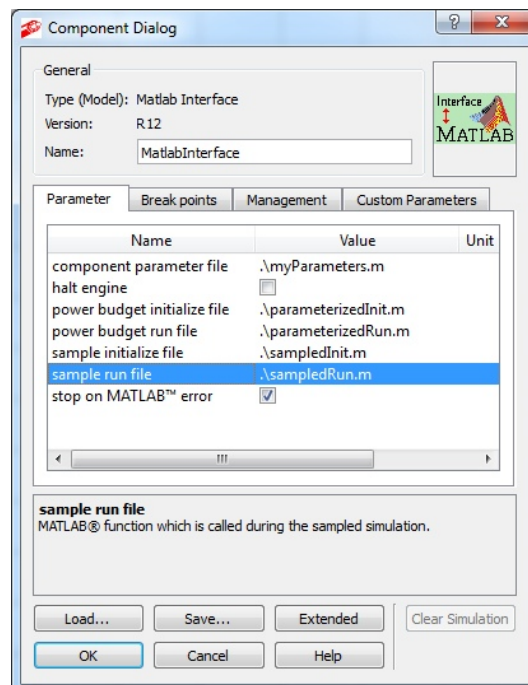 Component Dialog
?
General
Type (Model): Matlab Interface
Version: R12
Name: MatlabInterface
Interface
MATLAB
Parameter Break points Management Custom Parameters
Name Value Unit
component parameter file .\myParameters.m
halt engine
power budget initialize file .\parameterizedInit.m
power budget run file .\parameterizedRun.m
sample initialize file .\sampledInit.m
sample run file .\sampledRun.m
stop on MATLAB™ error
sample run file
MATLAB® function which is called during the sampled simulation.
Load... Save... Extended Clear Simulation
OK Cancel Help